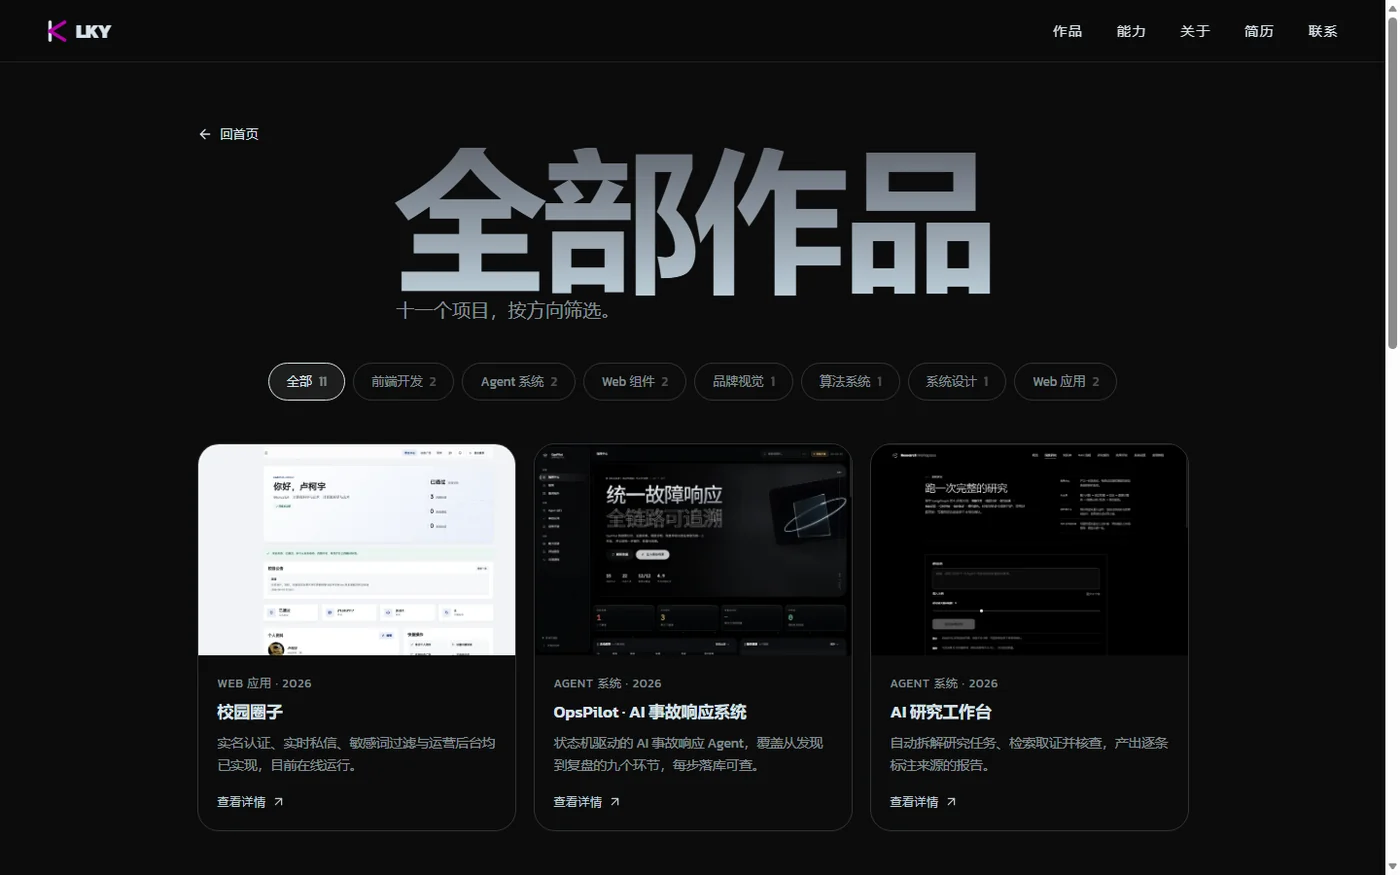 LKY
作品
能力
关于
简历
联系
← 回首页
全部作品
十一个项目，按方向筛选。
全部 11
前端开发 2
Agent 系统 2
Web 组件 2
品牌视觉 1
算法系统 1
系统设计 1
Web 应用 2
你好，卢柯宇
统一故障响应
全链路可追溯
跑一次完整的研究
WEB 应用 · 2026
校园圈子
实名认证、实时私信、敏感词过滤与运营后台均
已实现，目前在线运行。
查看详情 ↗
AGENT 系统 · 2026
OpsPilot · AI 事故响应系统
状态机驱动的 AI 事故响应 Agent，覆盖从发现
到复盘的九个环节，每步落库可查。
查看详情 ↗
AGENT 系统 · 2026
AI 研究工作台
自动拆解研究任务、检索取证并核查，产出逐条
标注来源的报告。
查看详情 ↗